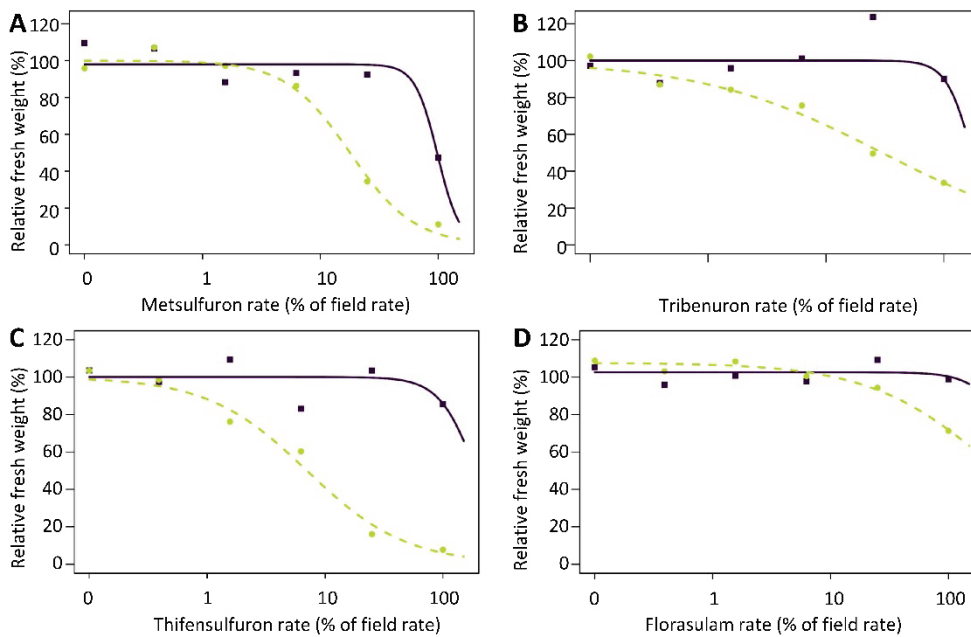 A
Relative fresh weight (%)
120
100
80
60
40
20
0
0 1 10 100
Metsulfuron rate (% of field rate)
B
Relative fresh weight (%)
120
100
80
60
40
20
0
Tribenuron rate (% of field rate)
C
Relative fresh weight (%)
120
100
80
60
40
20
0
0 1 10 100
Thifensulfuron rate (% of field rate)
D
Relative fresh weight (%)
120
100
80
60
40
20
0
0 1 10 100
Florasulam rate (% of field rate)